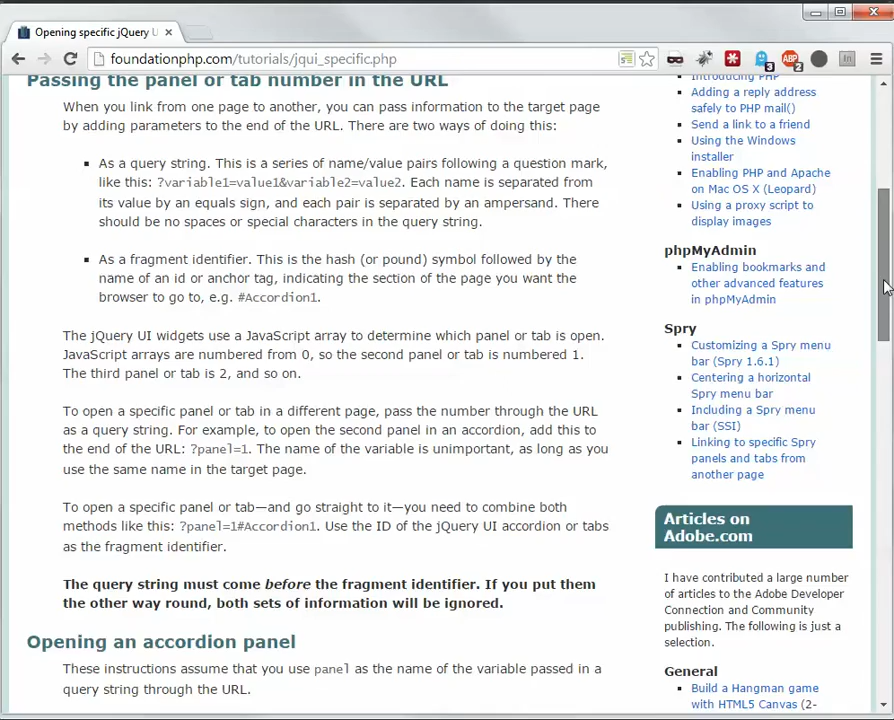 Opening specific jQuery U
foundationphp.com/tutorials/jqui_specific.php
3
ABP
2
in
Passing the panel or tab number in the URL
When you link from one page to another, you can pass information to the target page
by adding parameters to the end of the URL. There are two ways of doing this:
As a query string. This is a series of name/value pairs following a question mark,
like this: ?variable1=value1&variable2=value2. Each name is separated from
its value by an equals sign, and each pair is separated by an ampersand. There
should be no spaces or special characters in the query string.
As a fragment identifier. This is the hash (or pound) symbol followed by the
name of an id or anchor tag, indicating the section of the page you want the
browser to go to, e.g. #Accordion1.
The jQuery UI widgets use a JavaScript array to determine which panel or tab is open.
JavaScript arrays are numbered from 0, so the second panel or tab is numbered 1.
The third panel or tab is 2, and so on.
To open a specific panel or tab in a different page, pass the number through the URL
as a query string. For example, to open the second panel in an accordion, add this to
the end of the URL: ?panel=1. The name of the variable is unimportant, as long as you
use the same name in the target page.
To open a specific panel or tab—and go straight to it—you need to combine both
methods like this: ?panel=1#Accordion1. Use the ID of the jQuery UI accordion or tabs
as the fragment identifier.
The query string must come before the fragment identifier. If you put them
the other way round, both sets of information will be ignored.
Opening an accordion panel
These instructions assume that you use panel as the name of the variable passed in a
query string through the URL.
Introducing PHP
Adding a reply address
safely to PHP mail()
Send a link to a friend
Using the Windows
installer
Enabling PHP and Apache
on Mac OS X (Leopard)
Using a proxy script to
display images
phpMyAdmin
Enabling bookmarks and
other advanced features
in phpMyAdmin
Spry
Customizing a Spry menu
bar (Spry 1.6.1)
Centering a horizontal
Spry menu bar
Including a Spry menu
bar (SSI)
Linking to specific Spry
panels and tabs from
another page
Articles on
Adobe.com
I have contributed a large number
of articles to the Adobe Developer
Connection and Community
publishing. The following is just a
selection.
General
Build a Hangman game
with HTML5 Canvas (2-